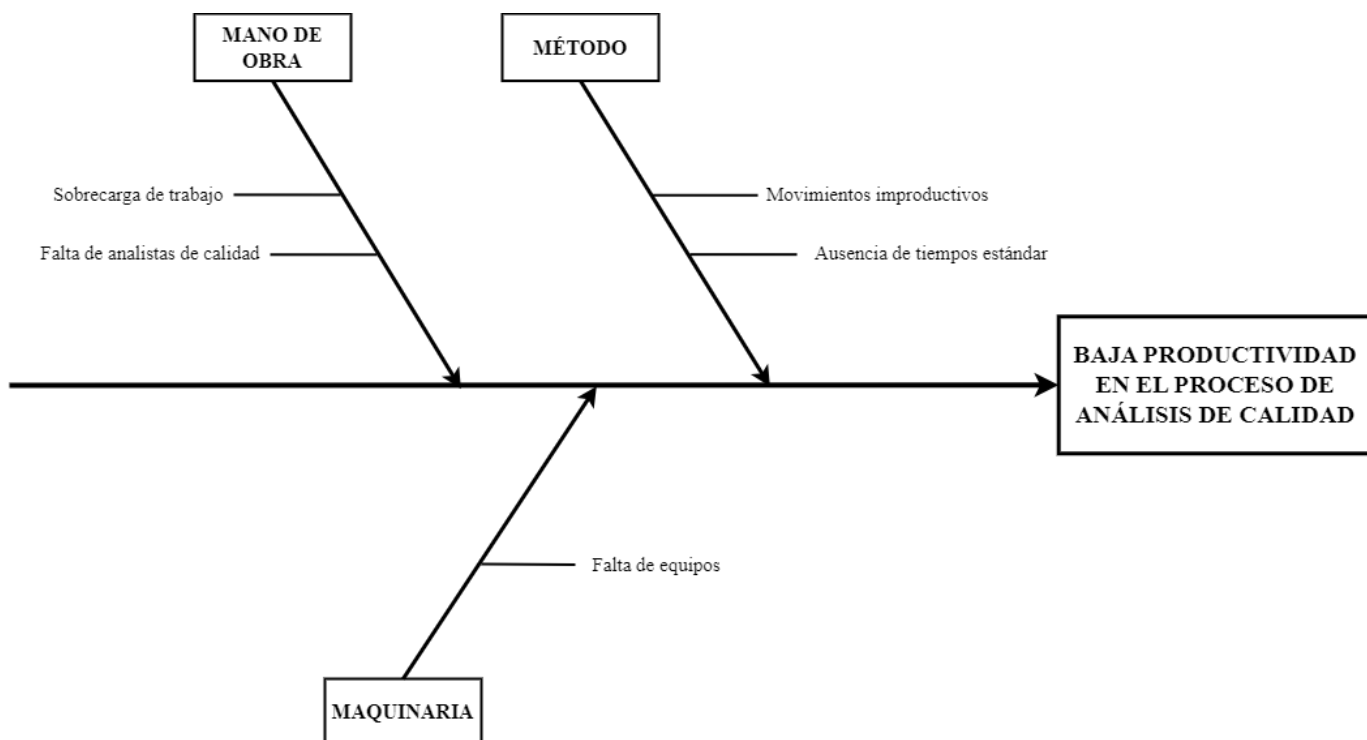 MANO DE
OBRA
MÉTODO
Sobrecarga de trabajo
Movimientos improductivos
Falta de analistas de calidad
Ausencia de tiempos estándar
BAJA PRODUCTIVIDAD
EN EL PROCESO DE
ANÁLISIS DE CALIDAD
Falta de equipos
MAQUINARIA